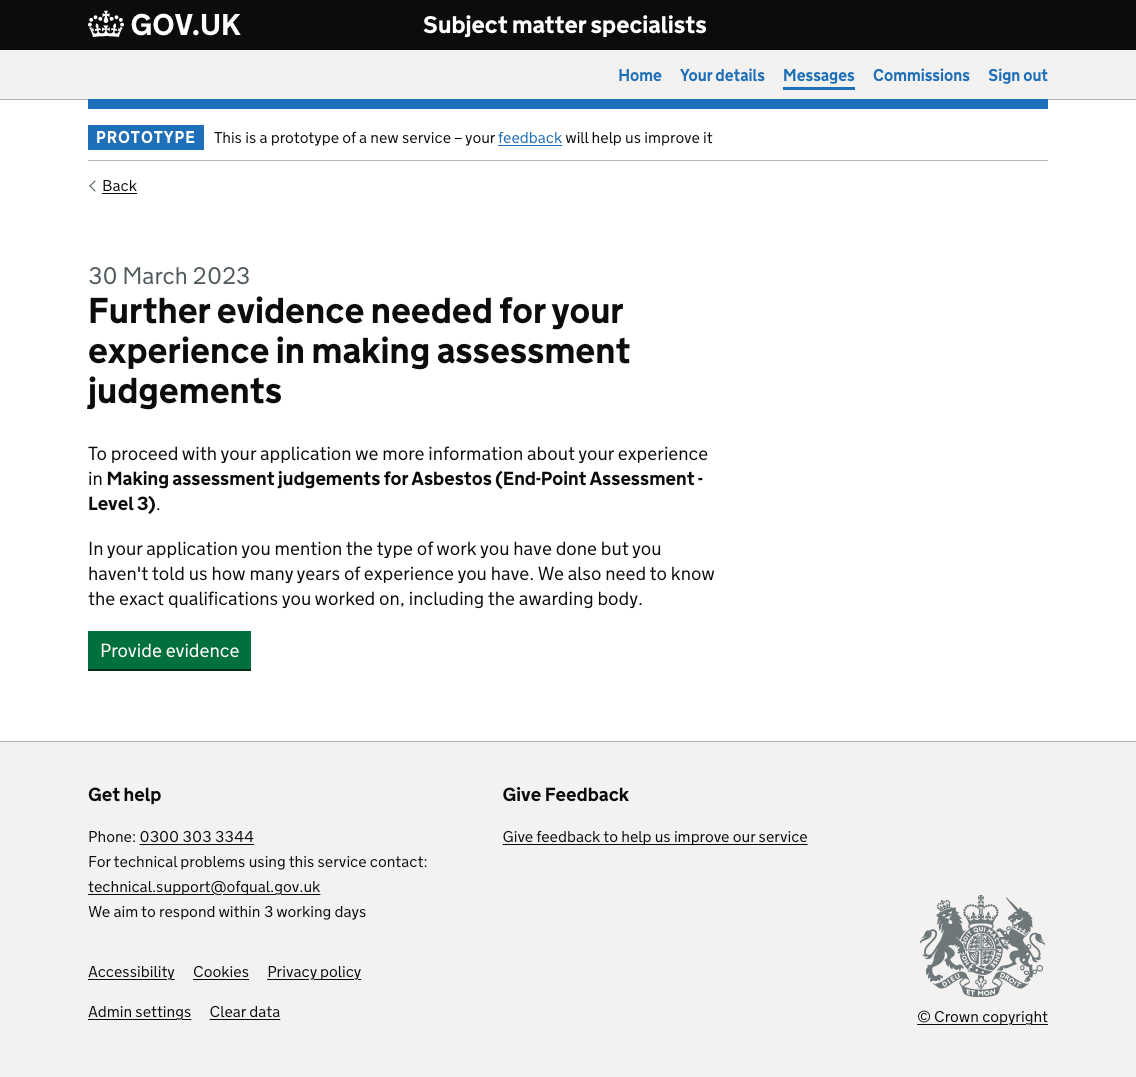 GOV.UK
Subject matter specialists
Home Your details Messages Commissions Sign out
PROTOTYPE This is a prototype of a new service – your feedback will help us improve it
Back
30 March 2023
Further evidence needed for your
experience in making assessment
judgements
To proceed with your application we more information about your experience
in Making assessment judgements for Asbestos (End-Point Assessment -
Level 3).
In your application you mention the type of work you have done but you
haven't told us how many years of experience you have. We also need to know
the exact qualifications you worked on, including the awarding body.
Provide evidence
Get help
Phone: 0300 303 3344
For technical problems using this service contact:
technical.support@ofqual.gov.uk
We aim to respond within 3 working days
Accessibility Cookies Privacy policy
Admin settings Clear data
Give Feedback
Give feedback to help us improve our service
DIEU ET MON DROIT
© Crown copyright